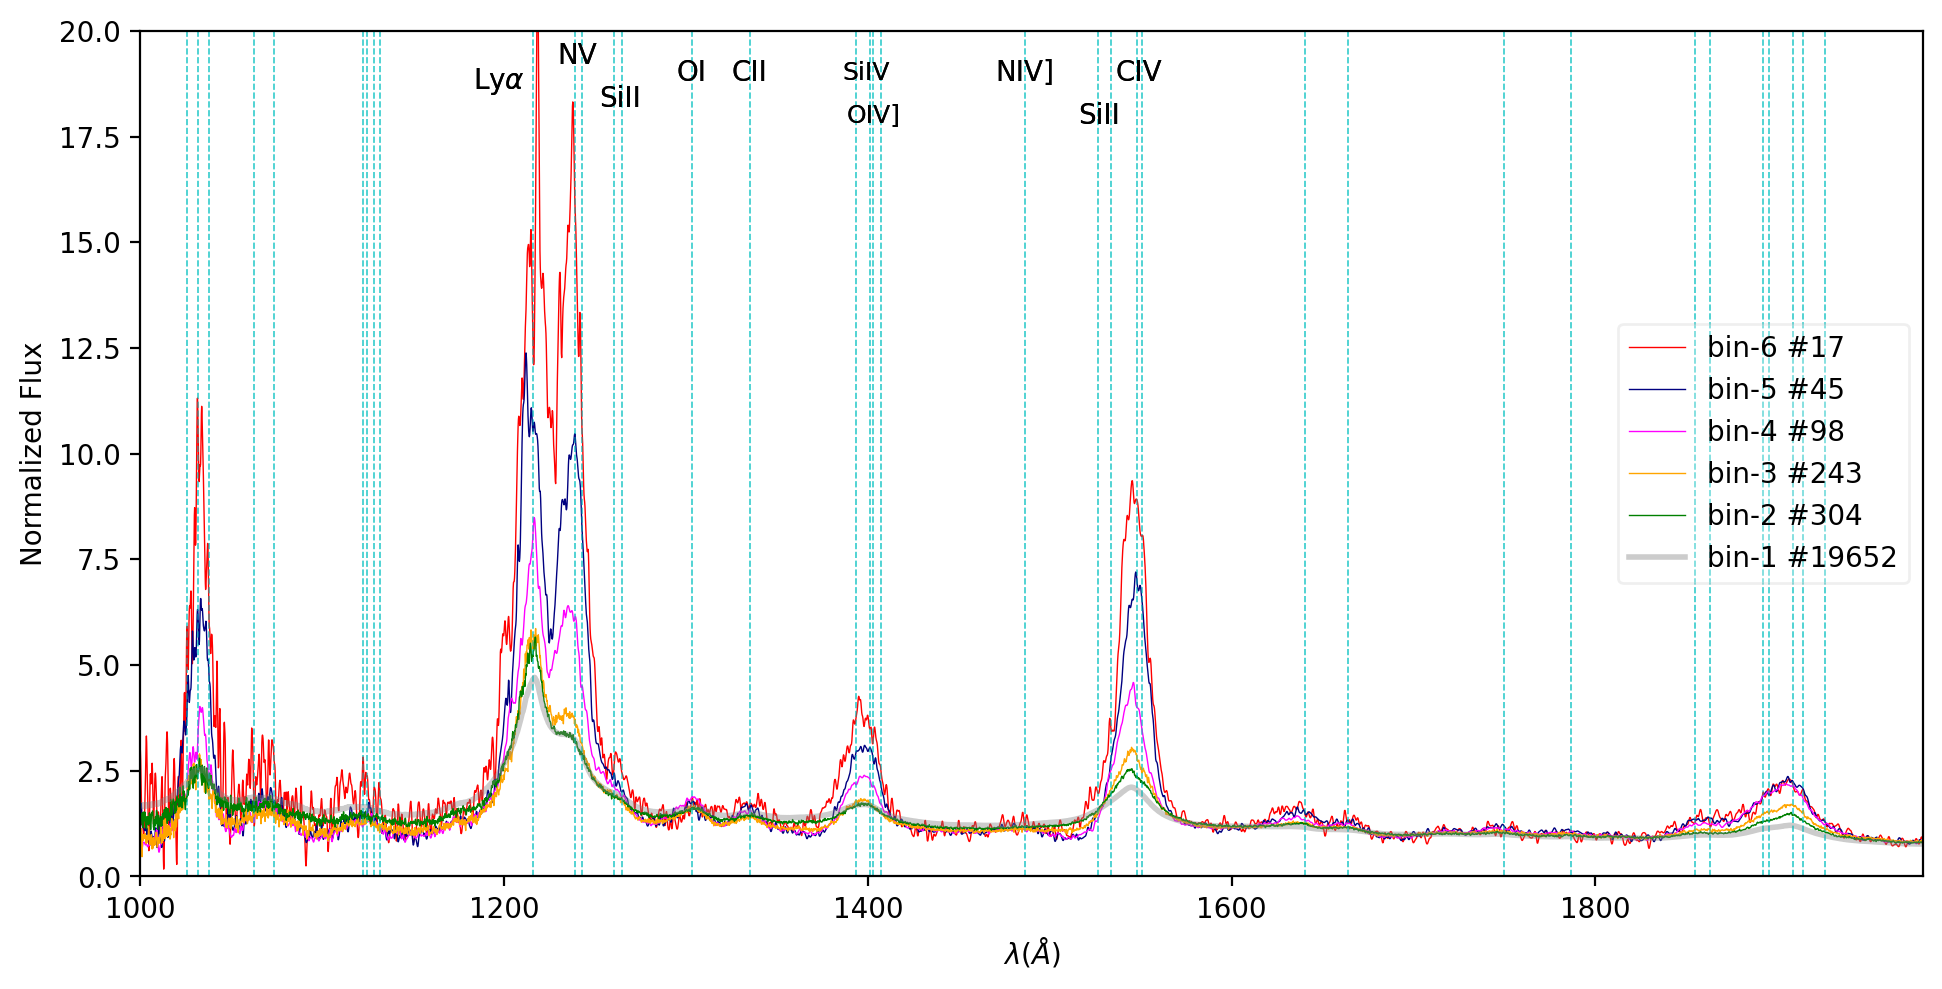 20.0
17.5
15.0
12.5
10.0
7.5
5.0
2.5
0.0
Normalized Flux
Lyα
NV
SiII
OI
CII
SiIV
OIV]
NIV]
SiII
CIV
bin-6 #17
bin-5 #45
bin-4 #98
bin-3 #243
bin-2 #304
bin-1 #19652
1000 1200 1400 1600 1800
λ(Å)